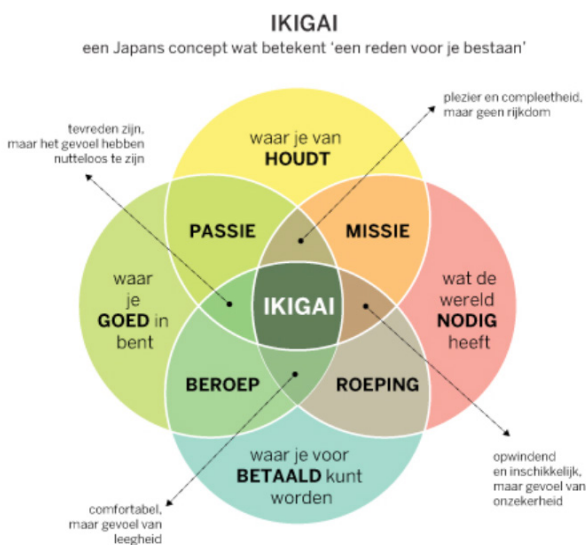 IKIGAI
een Japans concept wat betekent ‘een reden voor je bestaan’
plezier en compleetheid,
maar geen rijkdom
tevreden zijn,
maar het gevoel hebben
nutteloos te zijn
waar je van
HOUDT
PASSIE
MISSIE
waar
je
GOED in
bent
IKIGAI
wat de
wereld
NODIG
heeft
BEROEP
ROEPING
waar je voor
BETAALD kunt
worden
opwindend
en inschikkelijk,
maar gevoel van
onzekerheid
comfortabel,
maar gevoel van
leegheid